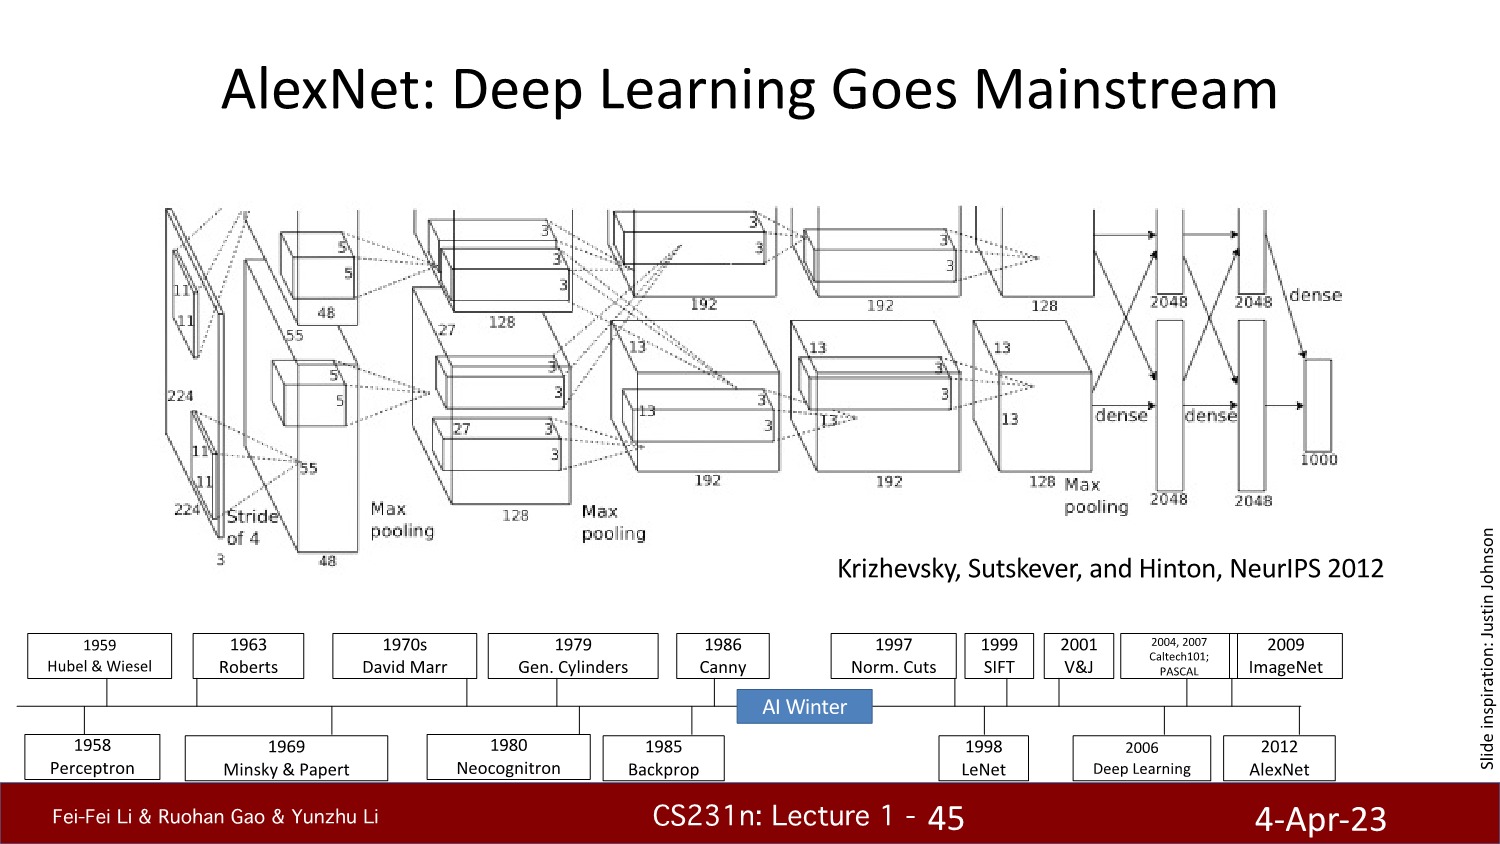 AlexNet: Deep Learning Goes Mainstream
11
11
5
5
48
55
3
3
3
128
27
3
3
192
3
3
192
128
2048
2048
dense
224
11
11
224
3
5
5
55
Stride
of 4
48
3
3
27
3
3
128
Max
pooling
13
13
3
3
192
Max
pooling
13
13
3
3
192
13
13
128
Max
pooling
dense
dense
2048
2048
1000
Krizhevsky, Sutskever, and Hinton, NeurIPS 2012
Slide inspiration: Justin Johnson
1959
Hubel & Wiesel
1963
Roberts
1970s
David Marr
1979
Gen. Cylinders
1986
Canny
1997
Norm. Cuts
1999
SIFT
2001
V&J
2004, 2007
Caltech101;
PASCAL
2009
ImageNet
AI Winter
1958
Perceptron
1969
Minsky & Papert
1980
Neocognitron
1985
Backprop
1998
LeNet
2006
Deep Learning
2012
AlexNet
Fei-Fei Li & Ruohan Gao & Yunzhu Li
CS231n: Lecture 1 - 45
4-Apr-23